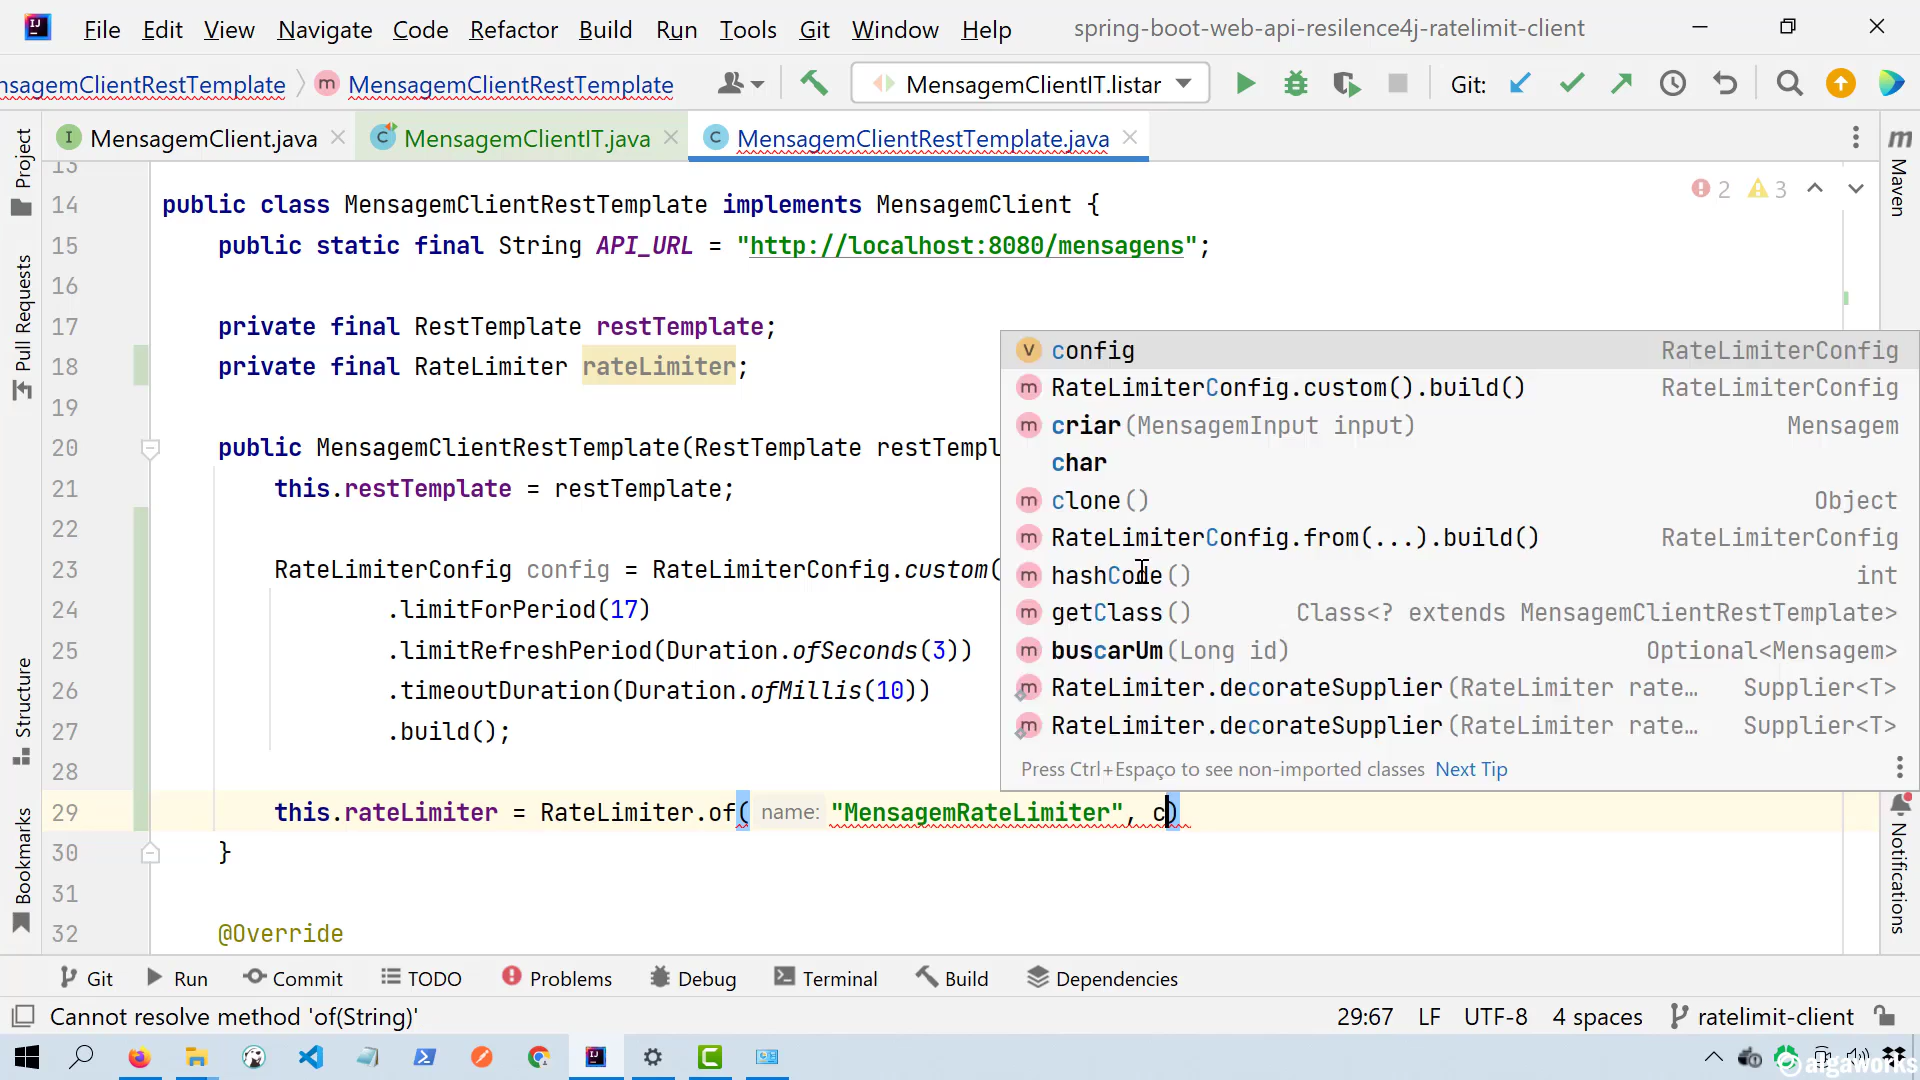 File Edit View Navigate Code Refactor Build Run Tools Git Window Help spring-boot-web-api-resilence4j-ratelimit-client
nsagemClientRestTemplate MensagemClientRestTemplate MensagemClientIT.listar Git:
MensagemClient.java MensagemClientIT.java MensagemClientRestTemplate.java
Project
Pull Requests
Structure
Bookmarks
Maven
Notifications
2 3
13
14 public class MensagemClientRestTemplate implements MensagemClient {
15 public static final String API_URL = "http://localhost:8080/mensagens";
16
17 private final RestTemplate restTemplate;
18 private final RateLimiter rateLimiter;
19
20 public MensagemClientRestTemplate(RestTemplate restTempl
21 this.restTemplate = restTemplate;
22
23 RateLimiterConfig config = RateLimiterConfig.custom(
24 .limitForPeriod(17)
25 .limitRefreshPeriod(Duration.ofSeconds(3))
26 .timeoutDuration(Duration.ofMillis(10))
27 .build();
28
29 this.rateLimiter = RateLimiter.of( name: "MensagemRateLimiter", c)
30 }
31
32 @Override
config RateLimiterConfig
RateLimiterConfig.custom().build() RateLimiterConfig
criar(MensagemInput input) Mensagem
char
clone() Object
RateLimiterConfig.from(...).build() RateLimiterConfig
hashCode() int
getClass() Class<? extends MensagemClientRestTemplate>
buscarUm(Long id) Optional<Mensagem>
RateLimiter.decorateSupplier(RateLimiter rate… Supplier<T>
RateLimiter.decorateSupplier(RateLimiter rate… Supplier<T>
Press Ctrl+Espaço to see non-imported classes Next Tip
Git Run Commit TODO Problems Debug Terminal Build Dependencies
Cannot resolve method 'of(String)' 29:67 LF UTF-8 4 spaces ratelimit-client
algaworks